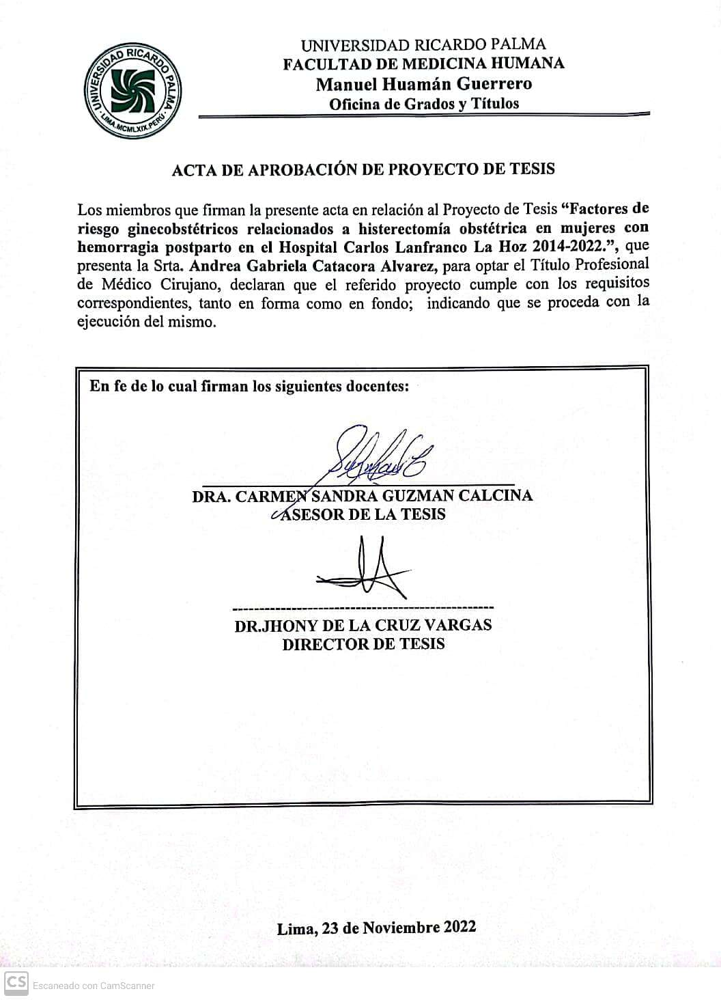 UNIVERSIDAD RICARDO PALMA
LIMA.MCMLXIX.PERÚ
UNIVERSIDAD RICARDO PALMA
FACULTAD DE MEDICINA HUMANA
Manuel Huamán Guerrero
Oficina de Grados y Títulos
ACTA DE APROBACIÓN DE PROYECTO DE TESIS
Los miembros que firman la presente acta en relación al Proyecto de Tesis “Factores de
riesgo ginecobstétricos relacionados a histerectomía obstétrica en mujeres con
hemorragia postparto en el Hospital Carlos Lanfranco La Hoz 2014-2022.”, que
presenta la Srta. Andrea Gabriela Catacora Alvarez, para optar el Título Profesional
de Médico Cirujano, declaran que el referido proyecto cumple con los requisitos
correspondientes, tanto en forma como en fondo; indicando que se proceda con la
ejecución del mismo.
En fe de lo cual firman los siguientes docentes:
DRA. CARMEN SANDRA GUZMAN CALCINA
ASESOR DE LA TESIS
DR.JHONY DE LA CRUZ VARGAS
DIRECTOR DE TESIS
Lima, 23 de Noviembre 2022
CS Escaneado con CamScanner